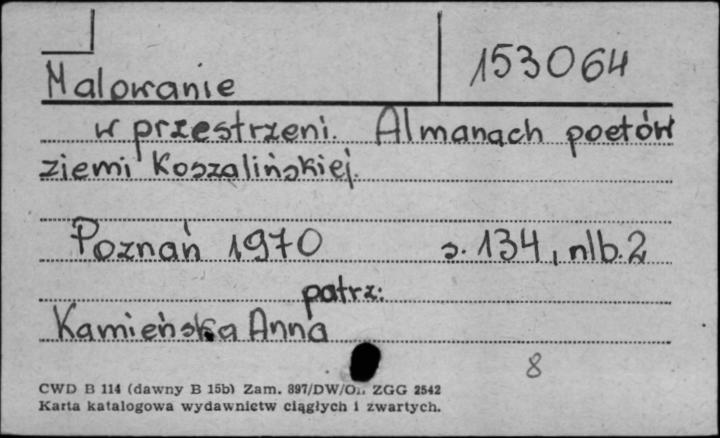 153064
Malowanie
w przestrzeni. Almanach poetów
ziemi Koszalińskiej.
Poznań 1970 s. 134, nlb. 2
patrz:
Kamieńska Anna
8
CWD B 114 (dawny B 15b) Zam. 897/DW/ ZGG 2542
Karta katalogowa wydawnictw ciągłych i zwartych.